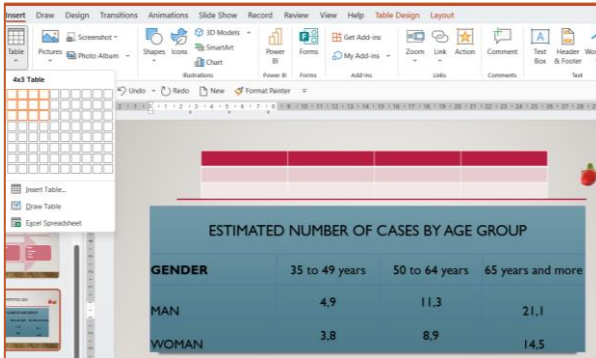 Insert Draw Design Transitions Animations Slide Show Record Review View Help Table Design Layout
Table Pictures Screenshot Photo Album Shapes Icons 3D Models SmartArt Chart Power BI Forms Get Add-ins My Add-ins Zoom Link Action Comment Text Box Header & Footer
Illustrations Power BI Forms Add-ins Links Comments Text
4x3 Table
Undo Redo New Format Painter
Insert Table...
Draw Table
Excel Spreadsheet
ESTIMATED NUMBER OF CASES BY AGE GROUP
GENDER 35 to 49 years 50 to 64 years 65 years and more
MAN 4,9 11,3 21,1
WOMAN 3,8 8,9 14,5